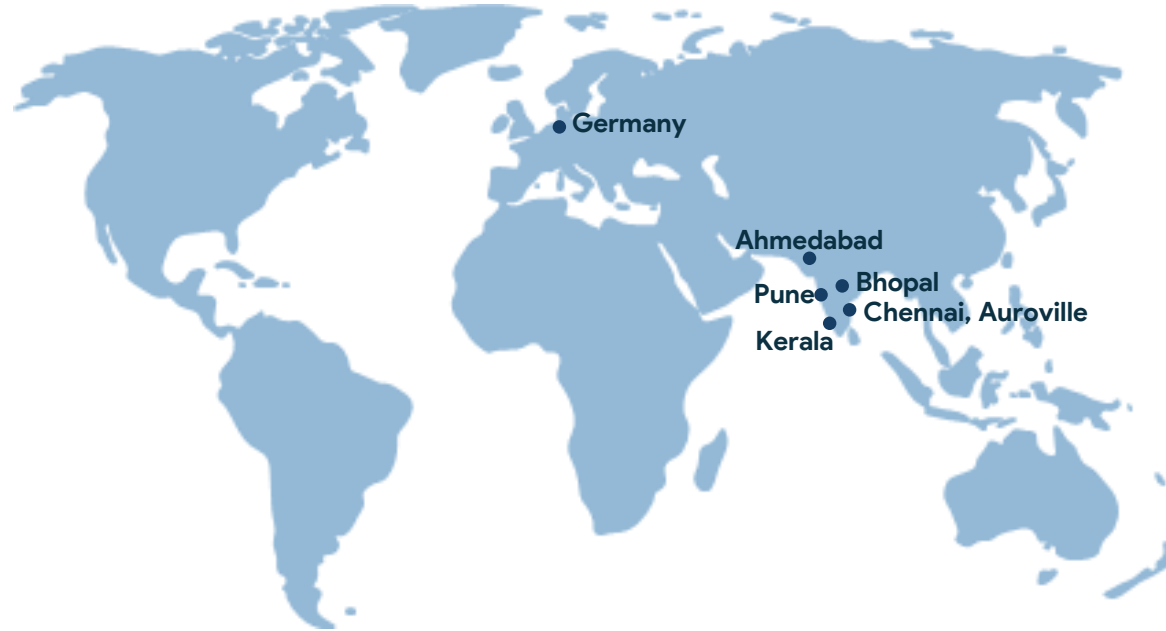 Germany
Ahmedabad
Bhopal
Pune
Chennai, Auroville
Kerala